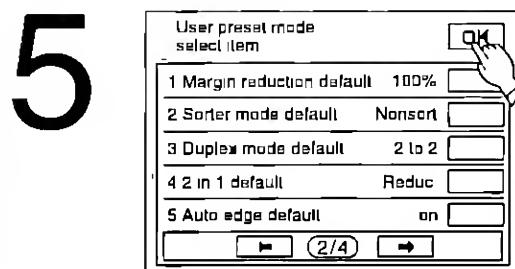 5
User preset mode
select item
OK
1 Margin reduction default 100%
2 Sorter mode default Nonsort
3 Duplex mode default 2 to 2
4 2 in 1 default Reduc
5 Auto edge default on
(2/4)